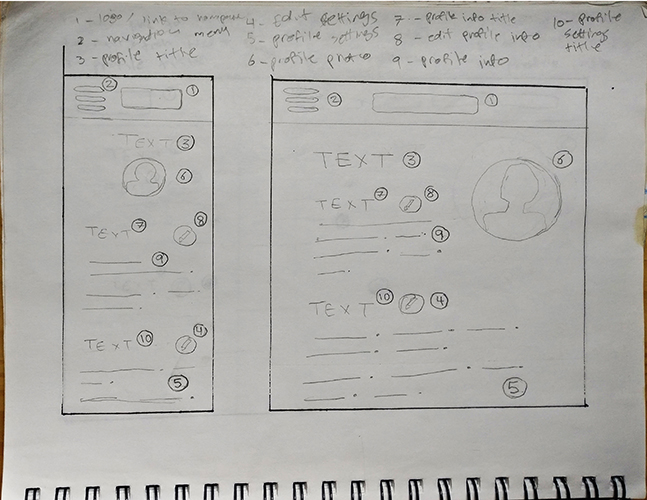 1 - logo / link to homepage
2 - navigation menu
3 - profile title
4 - Edit settings
5 - profile settings
6 - profile photo
7 - profile info title
8 - edit profile info
9 - profile info
10 - profile settings title
2 1
TEXT 3
6
TEXT 7 8
9
TEXT 10 4
5
2 1
TEXT 3 6
TEXT 7 8
9
TEXT 10 4
5